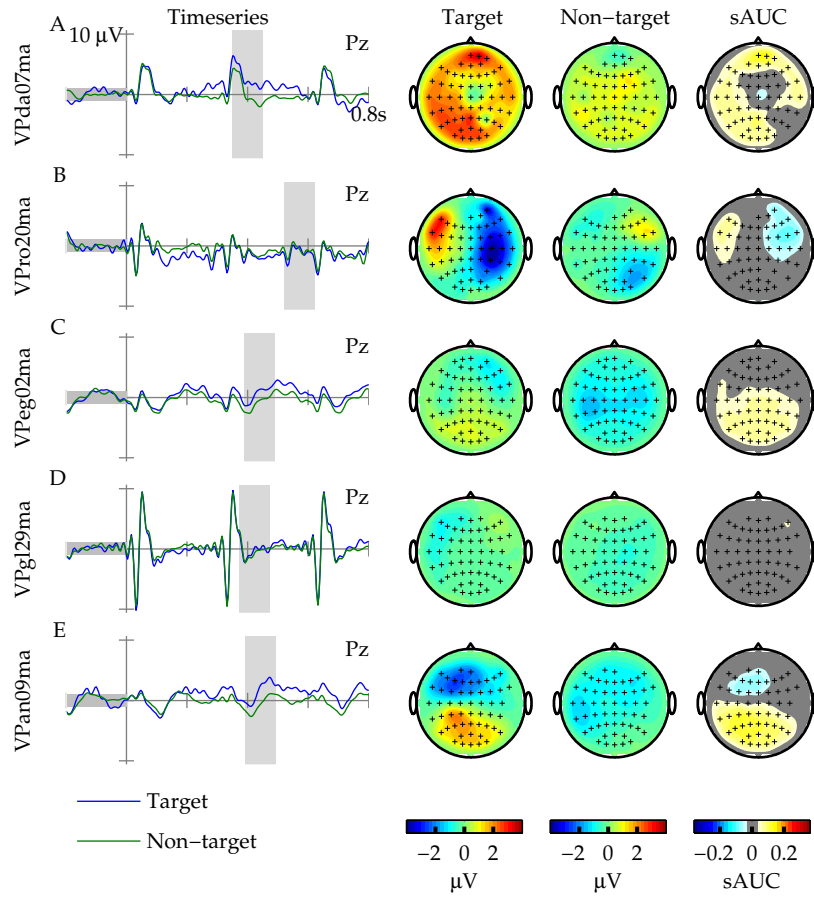 Timeseries Target Non−target sAUC
A
10 µV
Pz
0.8s
VPda07ma
B
Pz
VPro20ma
C
Pz
VPeg02ma
D
Pz
VPgl29ma
E
Pz
VPan09ma
Target
Non−target
−2 0 2
µV
−2 0 2
µV
−0.2 0 0.2
sAUC